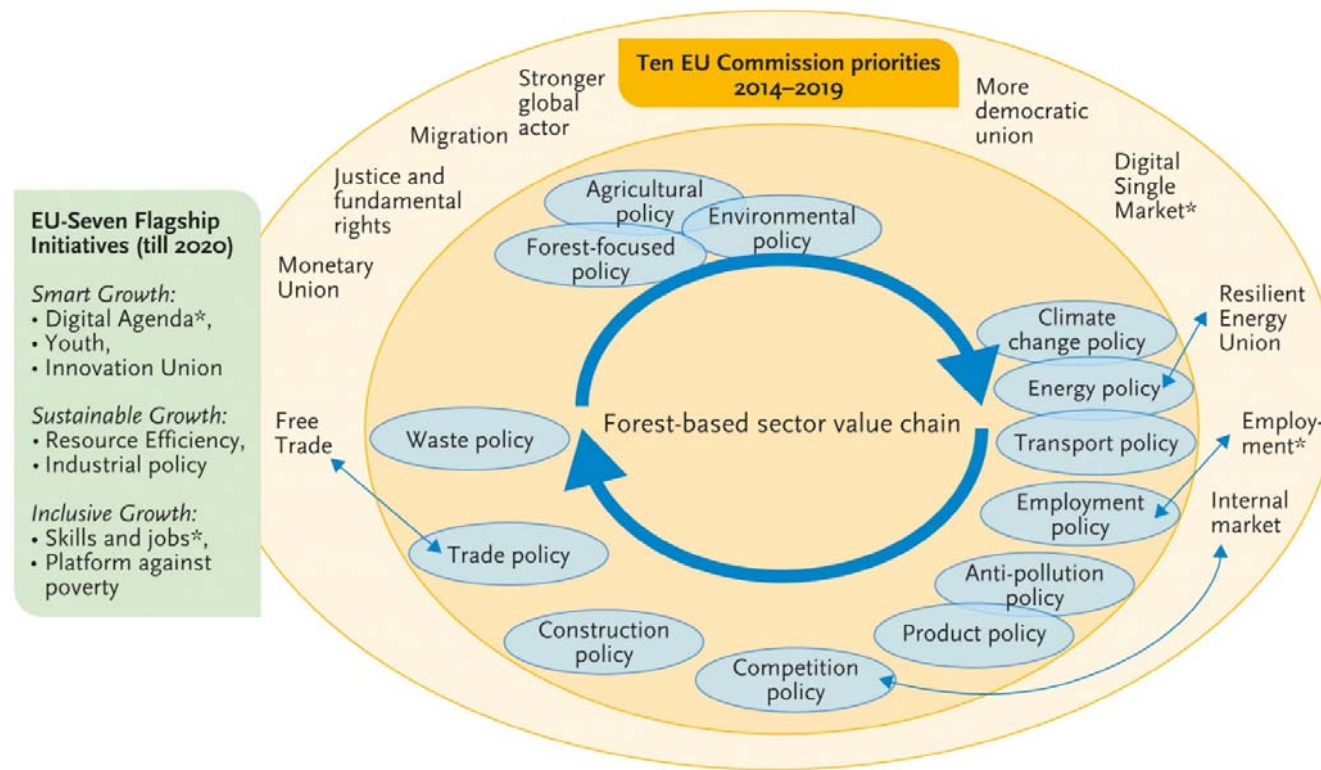 Ten EU Commission priorities
2014–2019
Stronger
global
actor
Migration
Justice and
fundamental
rights
Monetary
Union
Free
Trade
More
democratic
union
Digital
Single
Market*
Resilient
Energy
Union
Employ-
ment*
Internal
market
EU-Seven Flagship
Initiatives (till 2020)
Smart Growth:
• Digital Agenda*,
• Youth,
• Innovation Union
Sustainable Growth:
• Resource Efficiency,
• Industrial policy
Inclusive Growth:
• Skills and jobs*,
• Platform against
poverty
Agricultural
policy
Environmental
policy
Forest-focused
policy
Climate
change policy
Energy policy
Transport policy
Employment
policy
Anti-pollution
policy
Product policy
Competition
policy
Construction
policy
Trade policy
Waste policy
Forest-based sector value chain